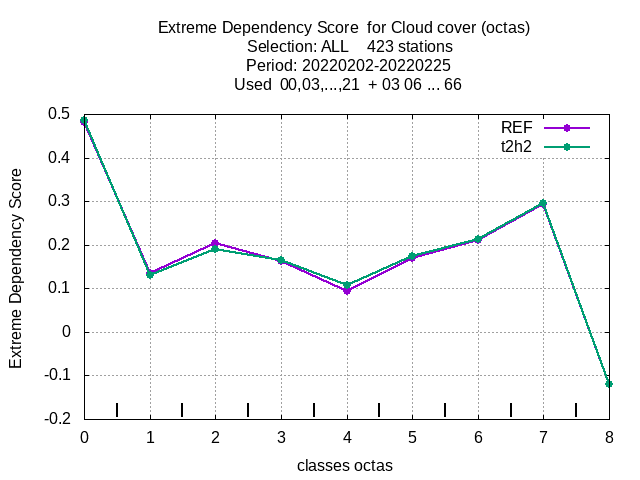 Extreme Dependency Score  for Cloud cover (octas)
Selection: ALL    423 stations
Period: 20220202-20220225
Used  00,03,...,21  + 03 06 ... 66
REF
t2h2
Extreme Dependency Score
0.5
0.4
0.3
0.2
0.1
0
-0.1
-0.2
0 1 2 3 4 5 6 7 8
classes octas